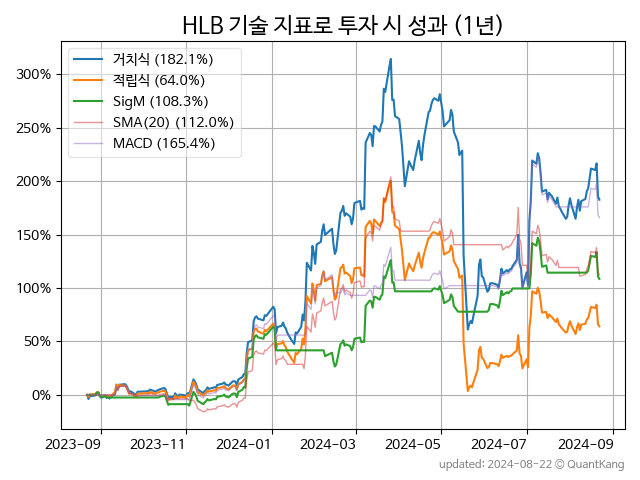 HLB 기술 지표로 투자 시 성과 (1년)
거치식 (182.1%)
적립식 (64.0%)
SigM (108.3%)
SMA(20) (112.0%)
MACD (165.4%)
300%
250%
200%
150%
100%
50%
0%
2023-09 2023-11 2024-01 2024-03 2024-05 2024-07 2024-09
updated: 2024-08-22 © QuantKang